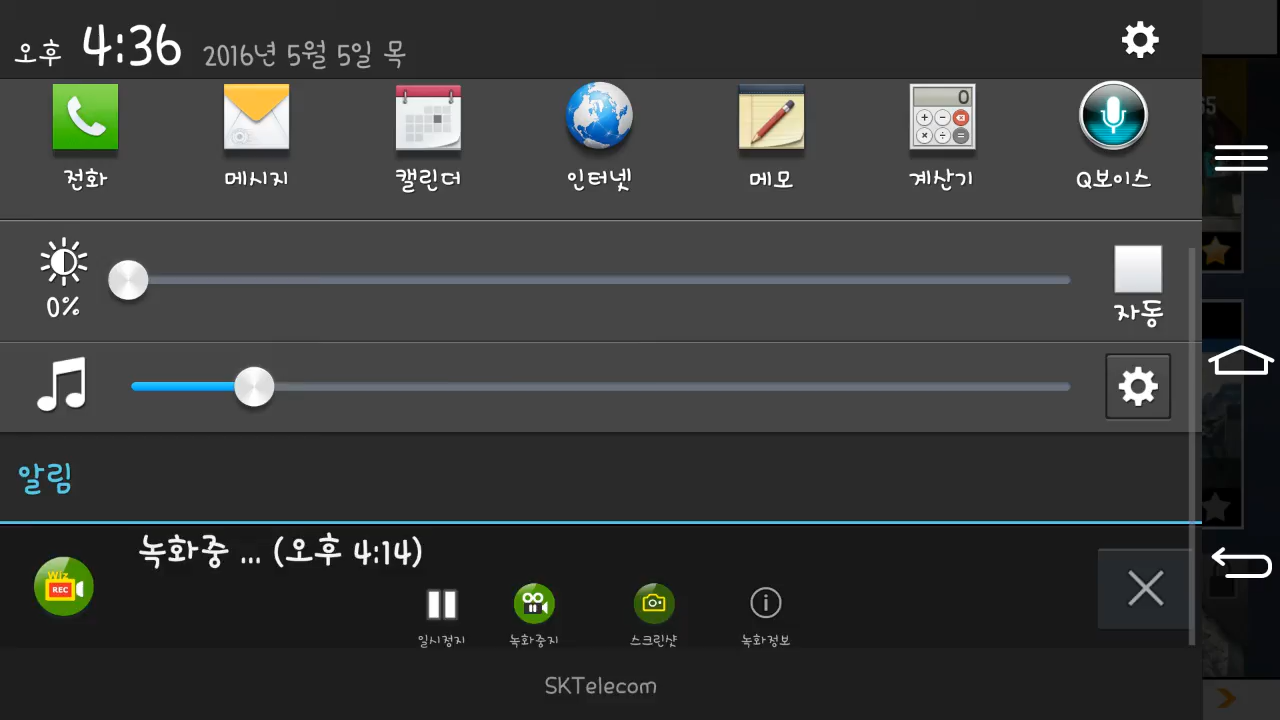 오후 4:36 2016년 5월 5일 목
전화 메시지 캘린더 인터넷 메모 계산기 Q보이스
0
0%
자동
알림
녹화중 ... (오후 4:14)
Wiz
REC
일시정지 녹화중지 스크린샷 녹화정보
SKTelecom